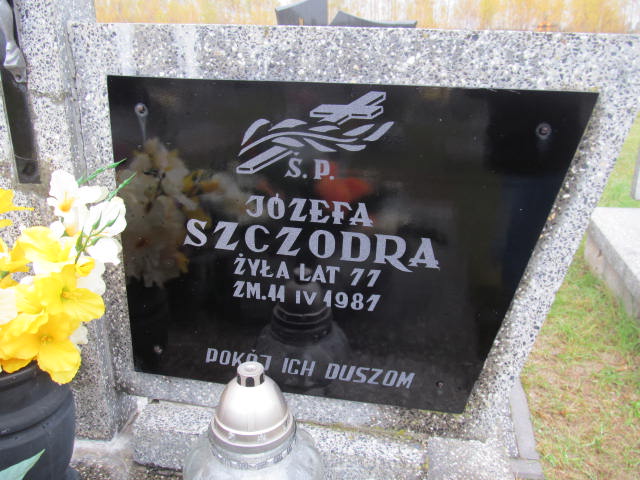 Ś.P.
JÓZEFA
SZCZODRA
ŻYŁA LAT 77
ZM.11 IV 1987
POKÓJ ICH DUSZOM